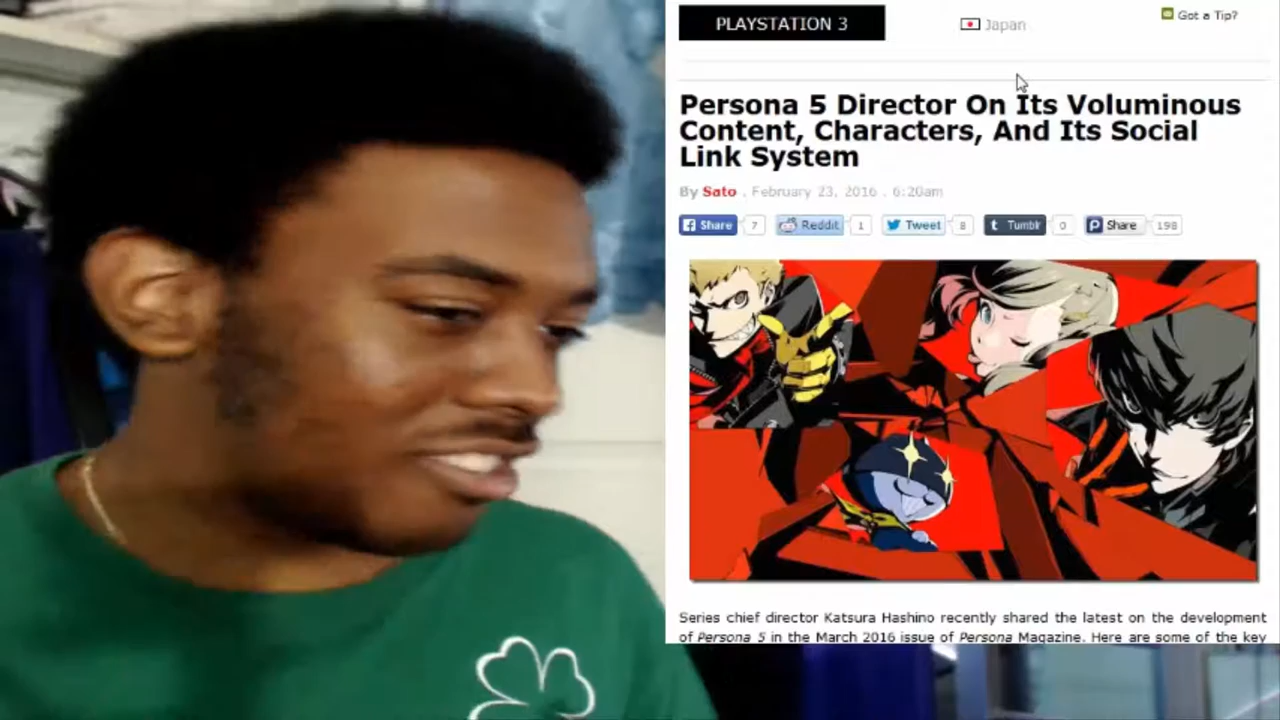 PLAYSTATION 3
Japan
Got a Tip?
Persona 5 Director On Its Voluminous
Content, Characters, And Its Social
Link System
By Sato . February 23, 2016 . 6:20am
Share 7 Reddit 1 Tweet 8 Tumblr 0 Share 198
Series chief director Katsura Hashino recently shared the latest on the development
of Persona 5 in the March 2016 issue of Persona Magazine. Here are some of the key